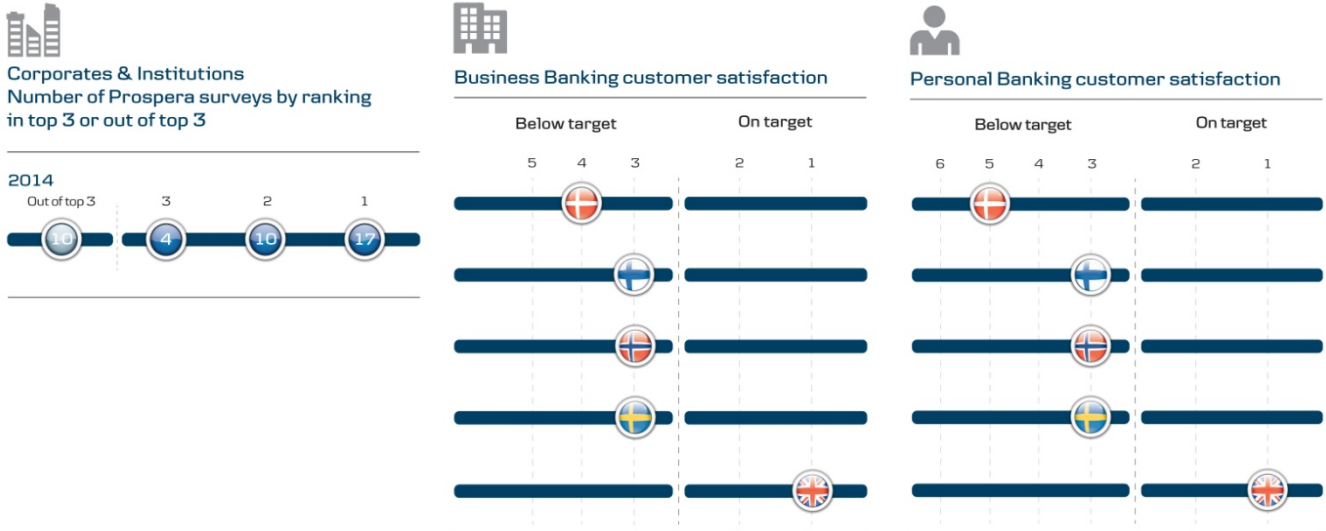 Corporates & Institutions
Number of Prospera surveys by ranking
in top 3 or out of top 3
2014
Out of top 3 3 2 1
10 4 10 17
Business Banking customer satisfaction
Below target On target
5 4 3 2 1
Personal Banking customer satisfaction
Below target On target
6 5 4 3 2 1